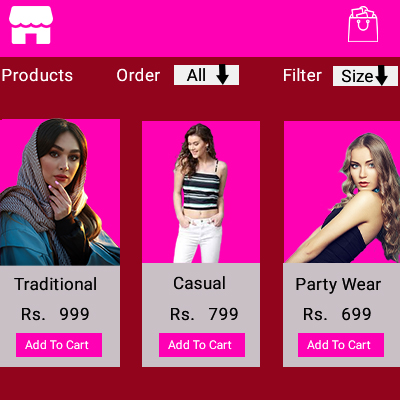 Products Order All Filter Size
Traditional Casual Party Wear
Rs. 999 Rs. 799 Rs. 699
Add To Cart Add To Cart Add To Cart